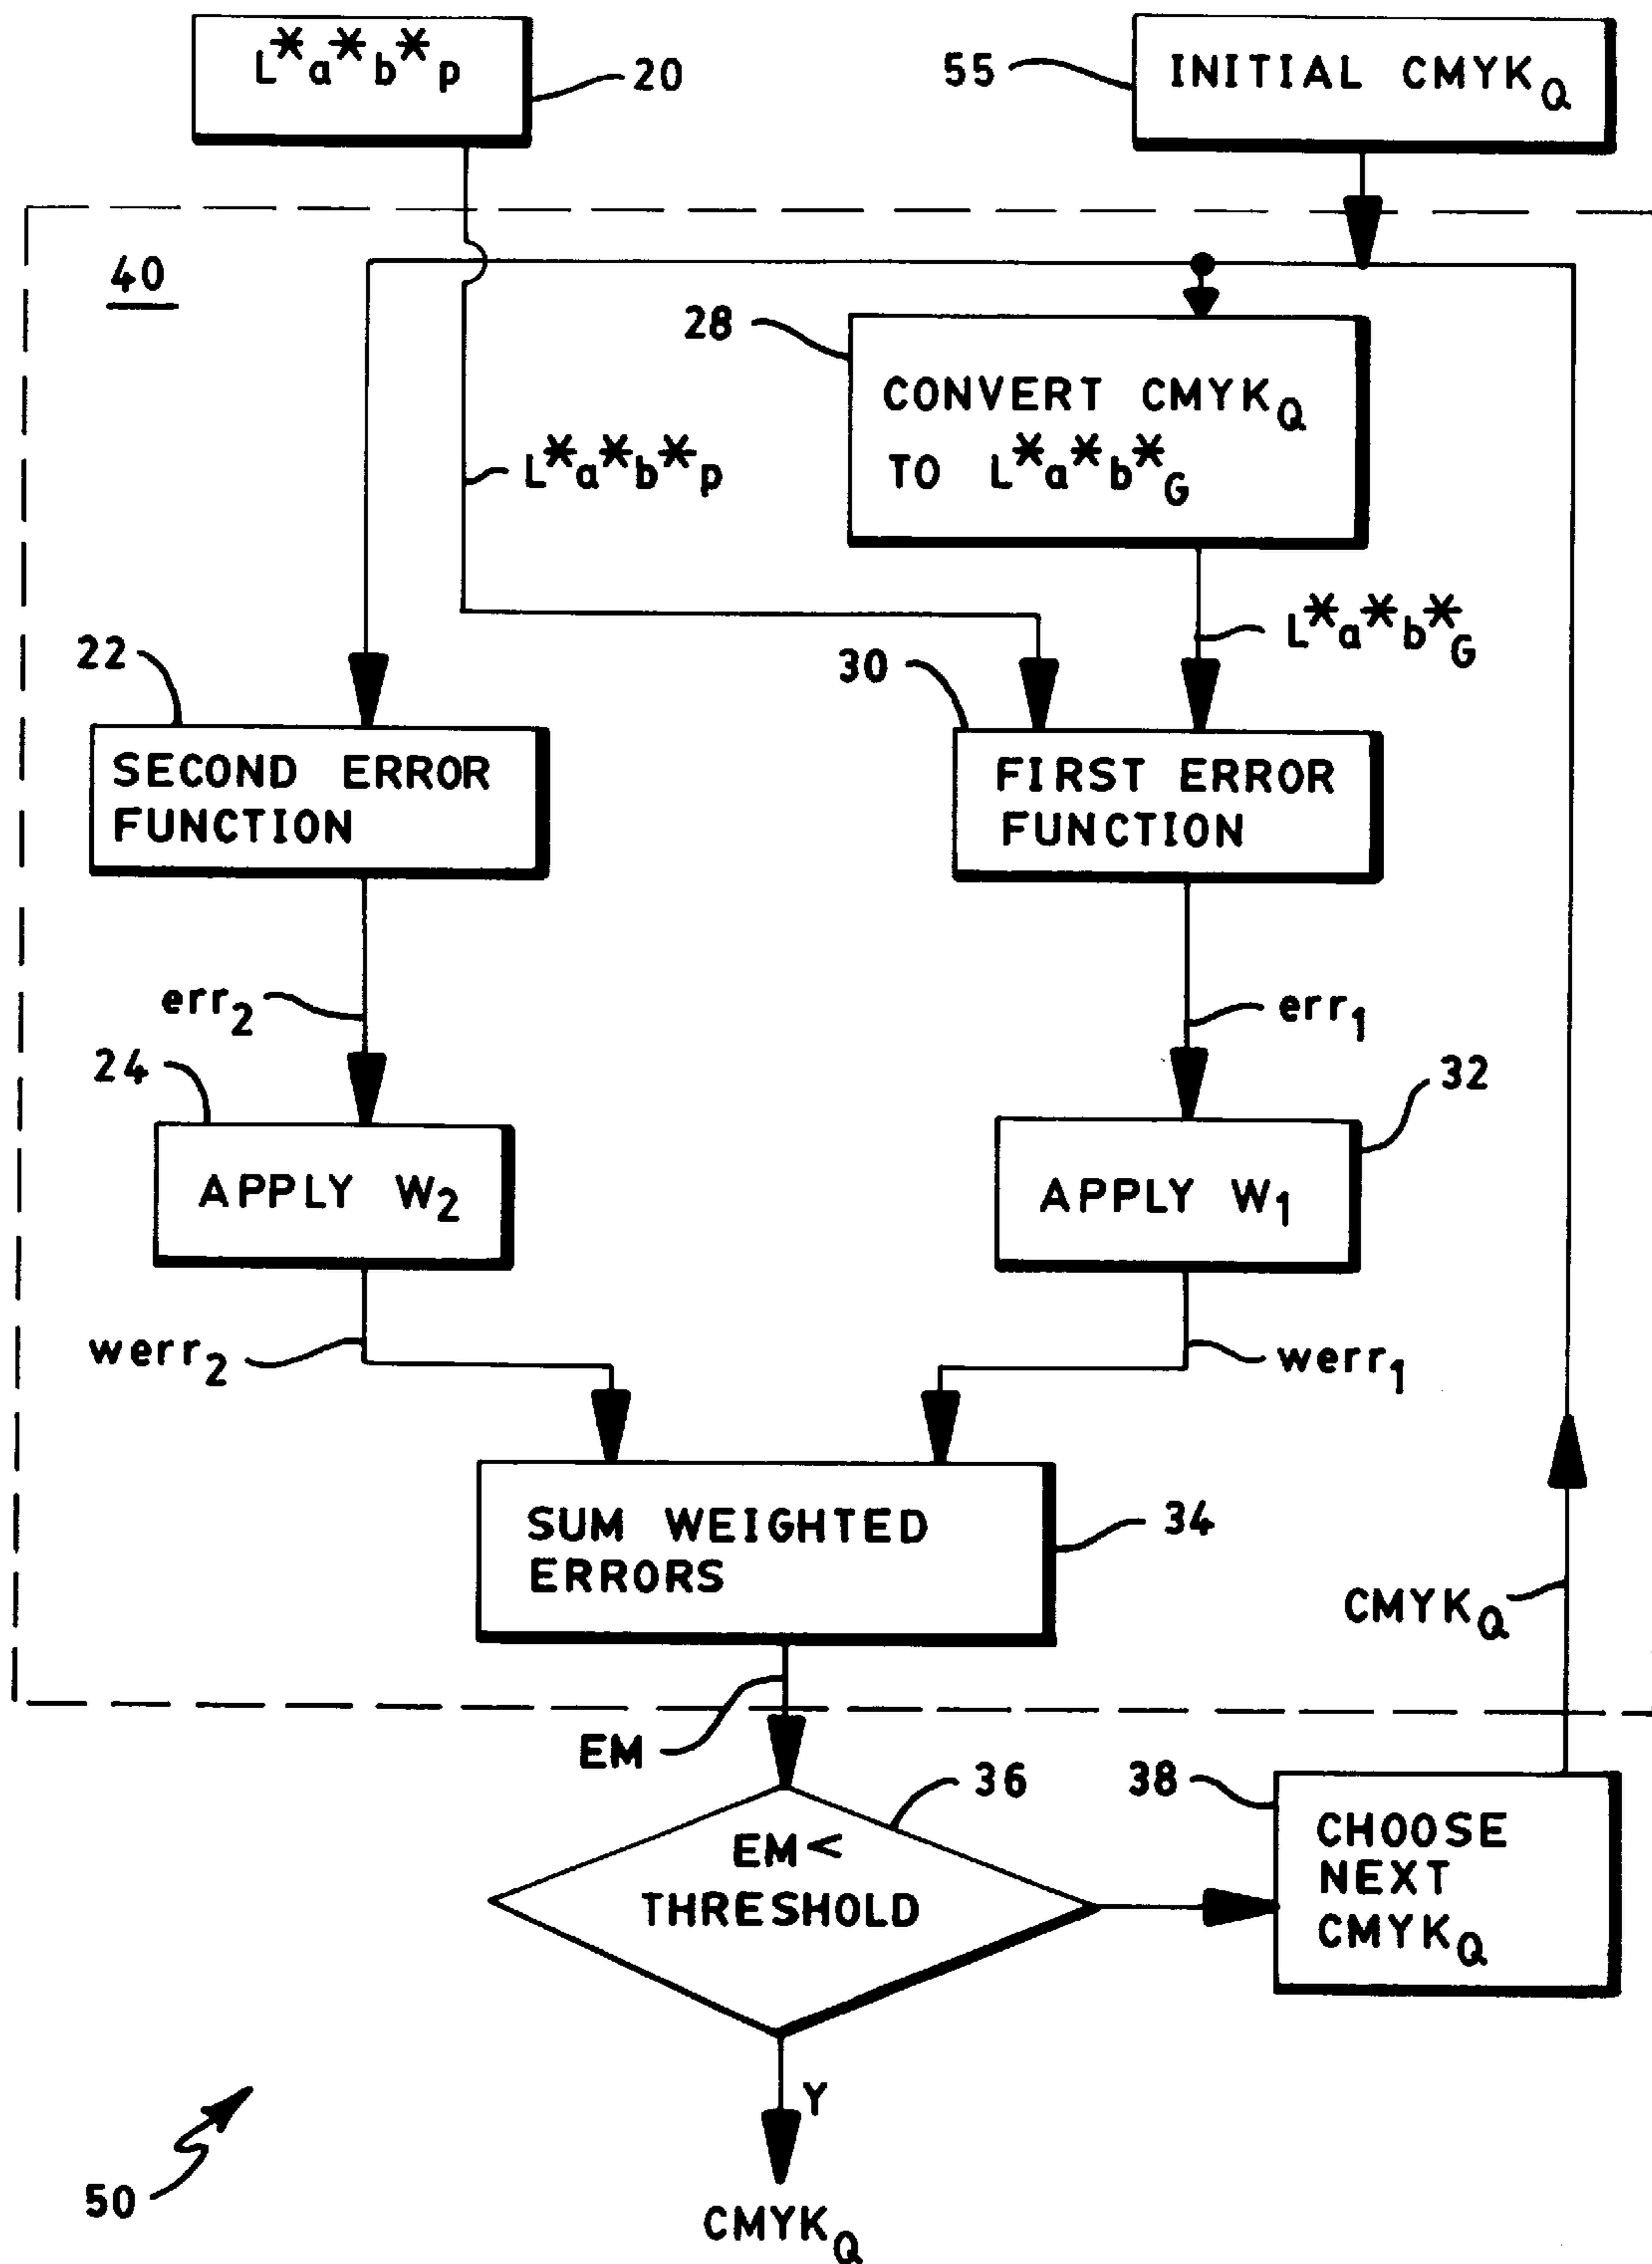 L*a*b*p
20
55
INITIAL CMYKQ
40
28
CONVERT CMYKQ
TO L*a*b*G
L*a*b*p
L*a*b*G
22
30
SECOND ERROR
FUNCTION
FIRST ERROR
FUNCTION
err2
err1
24
32
APPLY W2
APPLY W1
werr2
werr1
SUM WEIGHTED
ERRORS
34
CMYKQ
EM
36
38
EM<
THRESHOLD
CHOOSE
NEXT
CMYKQ
Y
50
CMYKQ